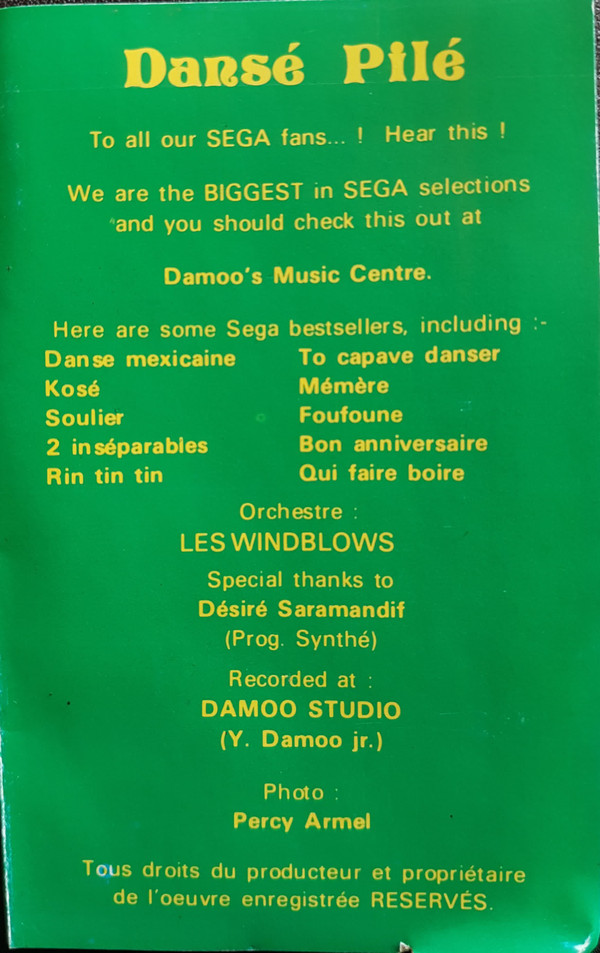 Dansé Pilé
To all our SEGA fans... ! Hear this !
We are the BIGGEST in SEGA selections
and you should check this out at
Damoo's Music Centre.
Here are some Sega bestsellers, including :-
Danse mexicaine To capave danser
Kosé Mémère
Soulier Foufoune
2 inséparables Bon anniversaire
Rin tin tin Qui faire boire
Orchestre :
LES WINDBLOWS
Special thanks to
Désiré Saramandif
(Prog. Synthé)
Recorded at :
DAMOO STUDIO
(Y. Damoo jr.)
Photo :
Percy Armel
Tous droits du producteur et propriétaire
de l'oeuvre enregistrée RESERVÉS.